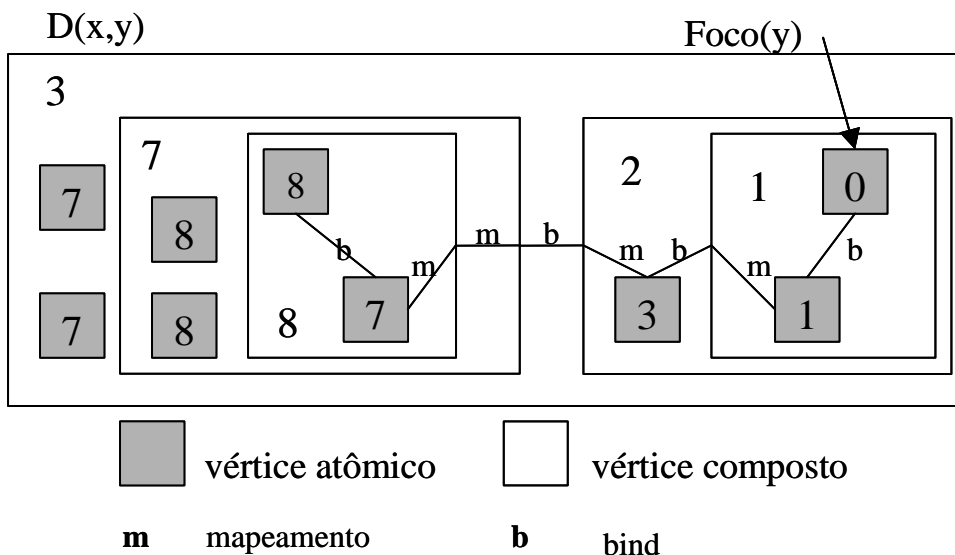 D(x,y)
Foco(y)
3
7
7
7
8
8
8
8
7
b
m
m
b
2
m
b
3
1
m
0
b
1
vértice atômico
vértice composto
m mapeamento
b bind